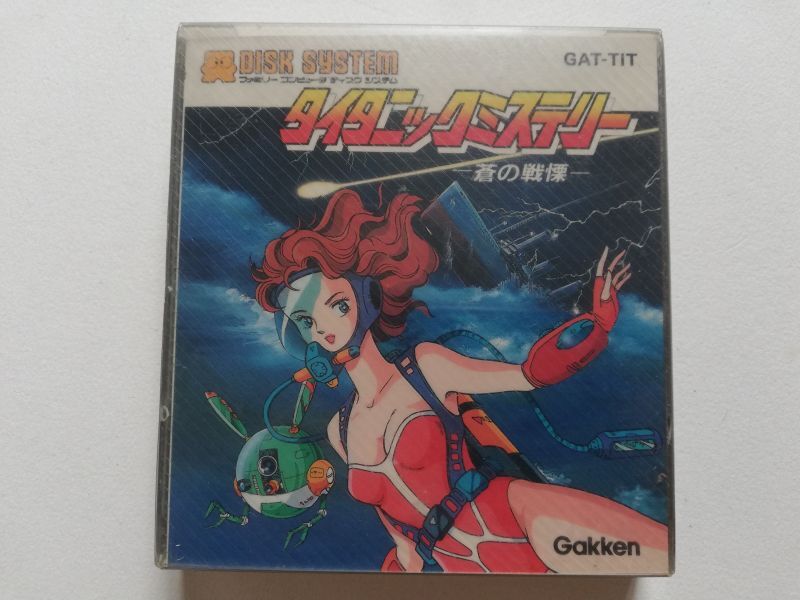 DISK SYSTEM
ファミリー コンピュータ ディスク システム
GAT-TIT
タイタニックミステリー
―蒼の戦慄―
Gakken